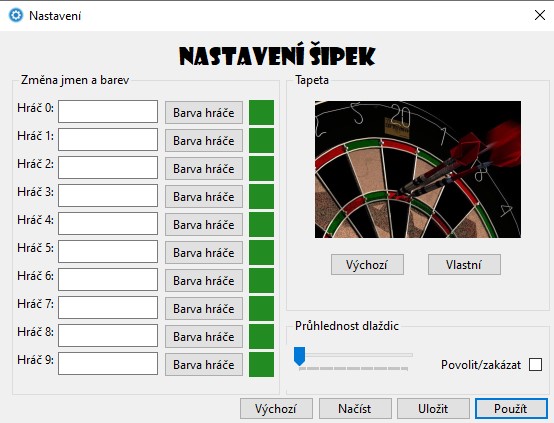 Nastavení
NASTAVENÍ ŠIPEK
Změna jmen a barev
Hráč 0:
Barva hráče
Hráč 1:
Barva hráče
Hráč 2:
Barva hráče
Hráč 3:
Barva hráče
Hráč 4:
Barva hráče
Hráč 5:
Barva hráče
Hráč 6:
Barva hráče
Hráč 7:
Barva hráče
Hráč 8:
Barva hráče
Hráč 9:
Barva hráče
Tapeta
5 20 1
Výchozí
Vlastní
Průhlednost dlaždic
Povolit/zakázat
Výchozí
Načíst
Uložit
Použít